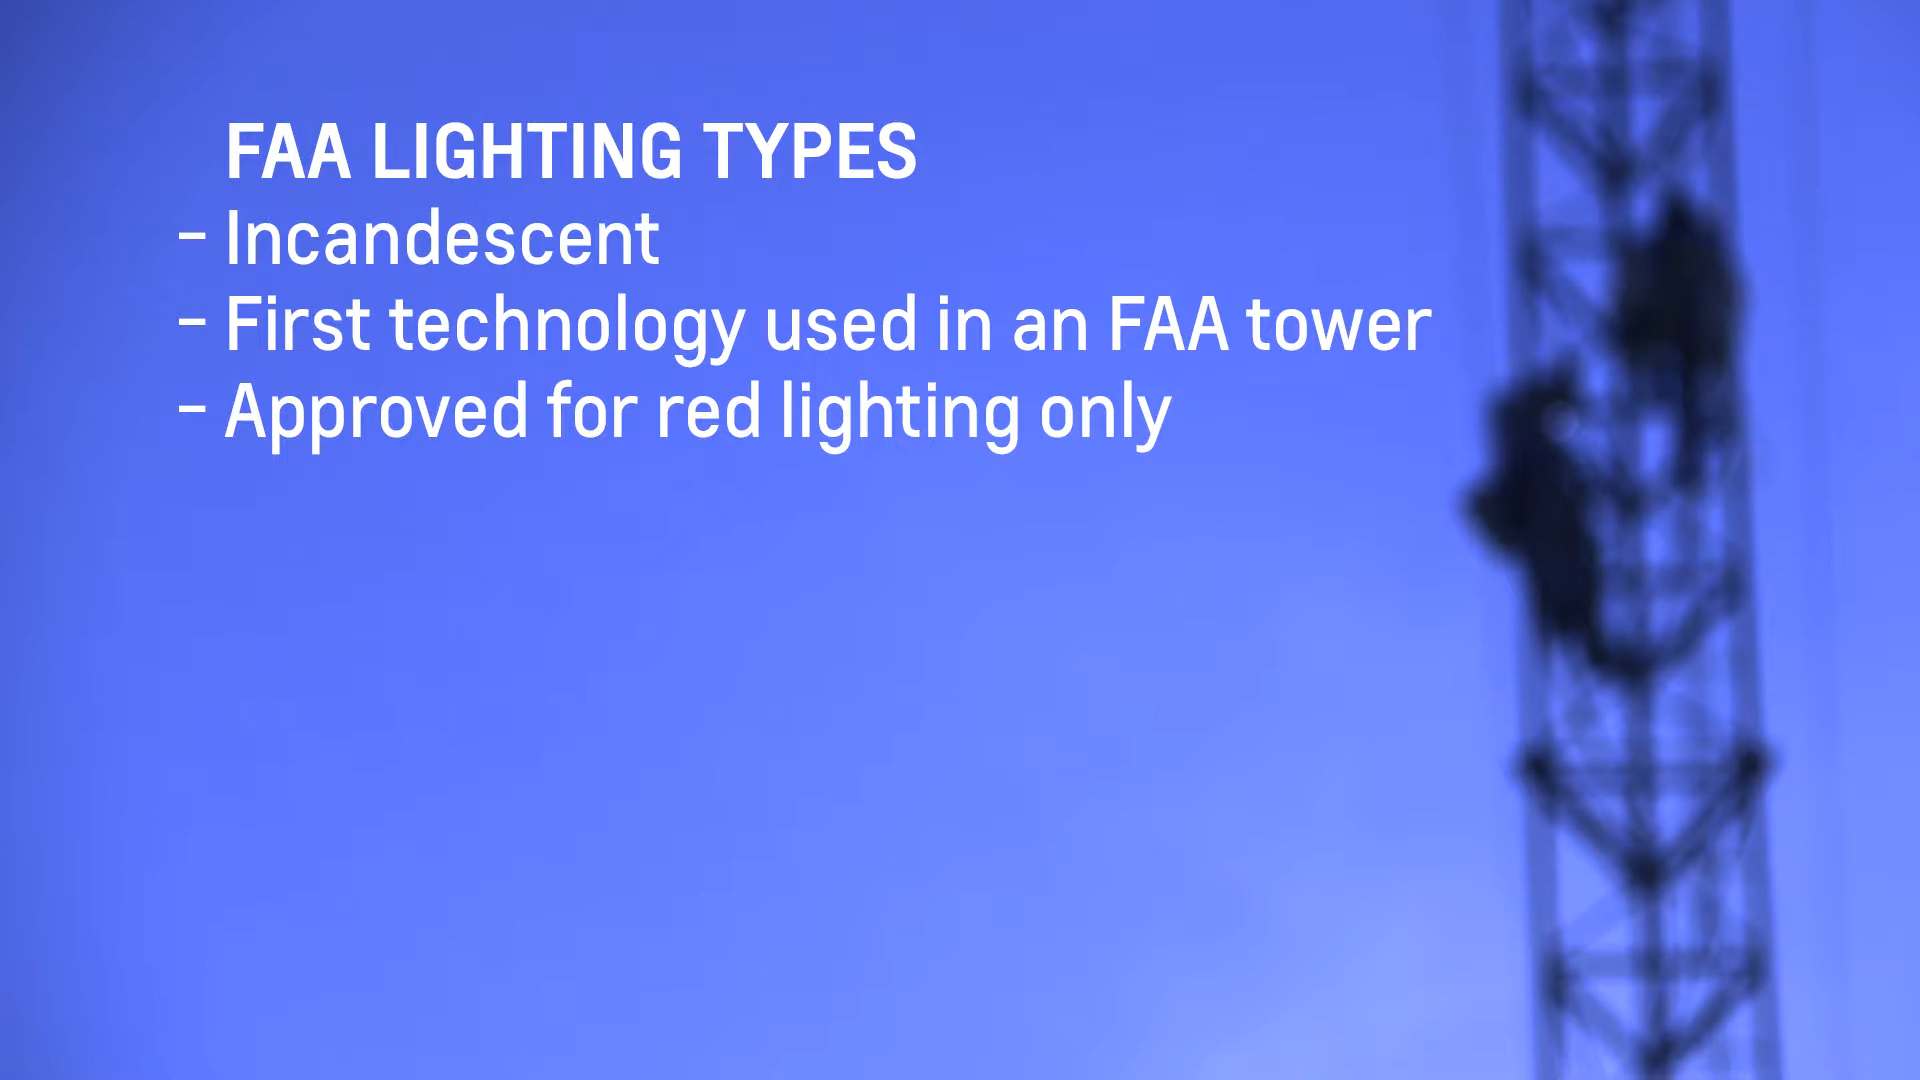 FAA LIGHTING TYPES
- Incandescent
- First technology used in an FAA tower
- Approved for red lighting only